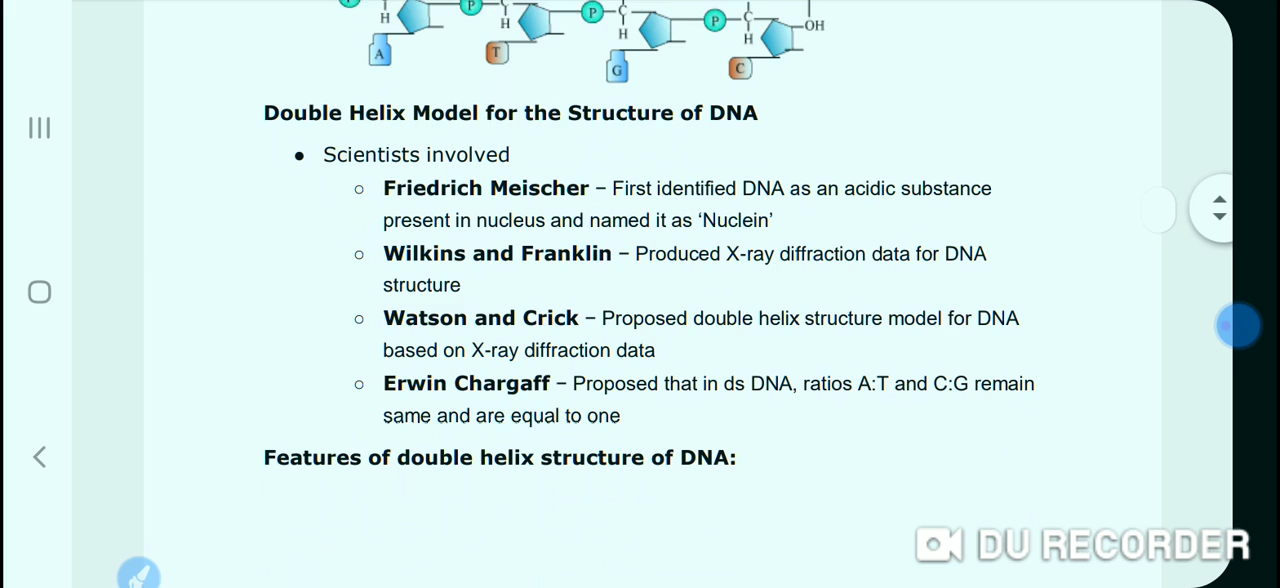 P P P P
H H H H OH
A T G C
Double Helix Model for the Structure of DNA
● Scientists involved
○ Friedrich Meischer – First identified DNA as an acidic substance
present in nucleus and named it as ‘Nuclein’
○ Wilkins and Franklin – Produced X-ray diffraction data for DNA
structure
○ Watson and Crick – Proposed double helix structure model for DNA
based on X-ray diffraction data
○ Erwin Chargaff – Proposed that in ds DNA, ratios A:T and C:G remain
same and are equal to one
Features of double helix structure of DNA:
DU RECORDER